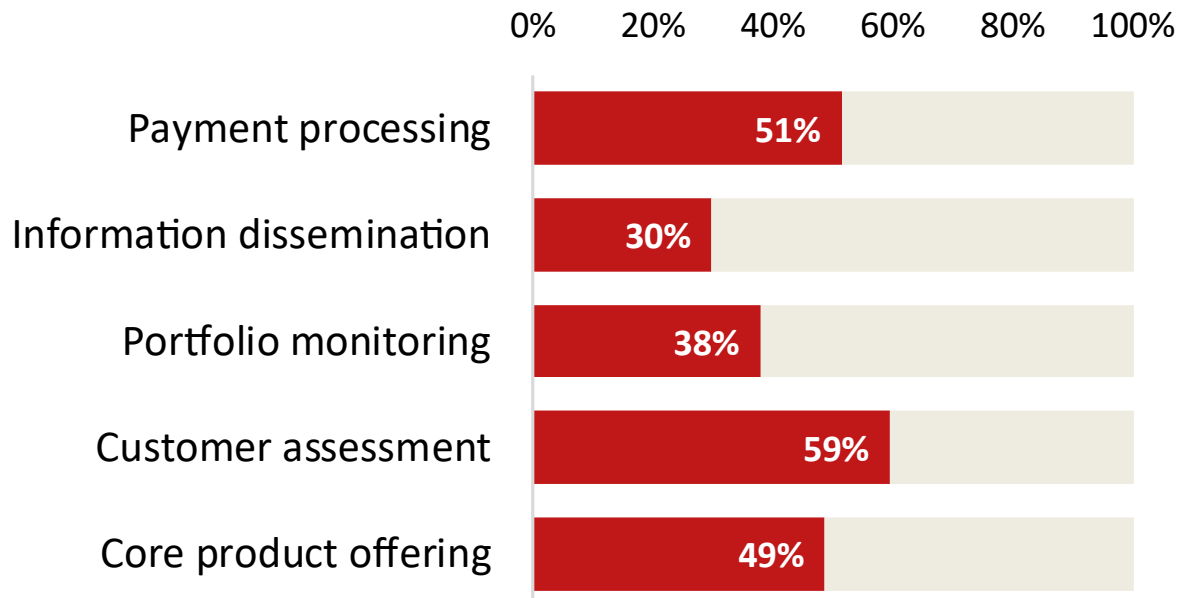 0% 20% 40% 60% 80% 100%
Payment processing 51%
Information dissemination 30%
Portfolio monitoring 38%
Customer assessment 59%
Core product offering 49%